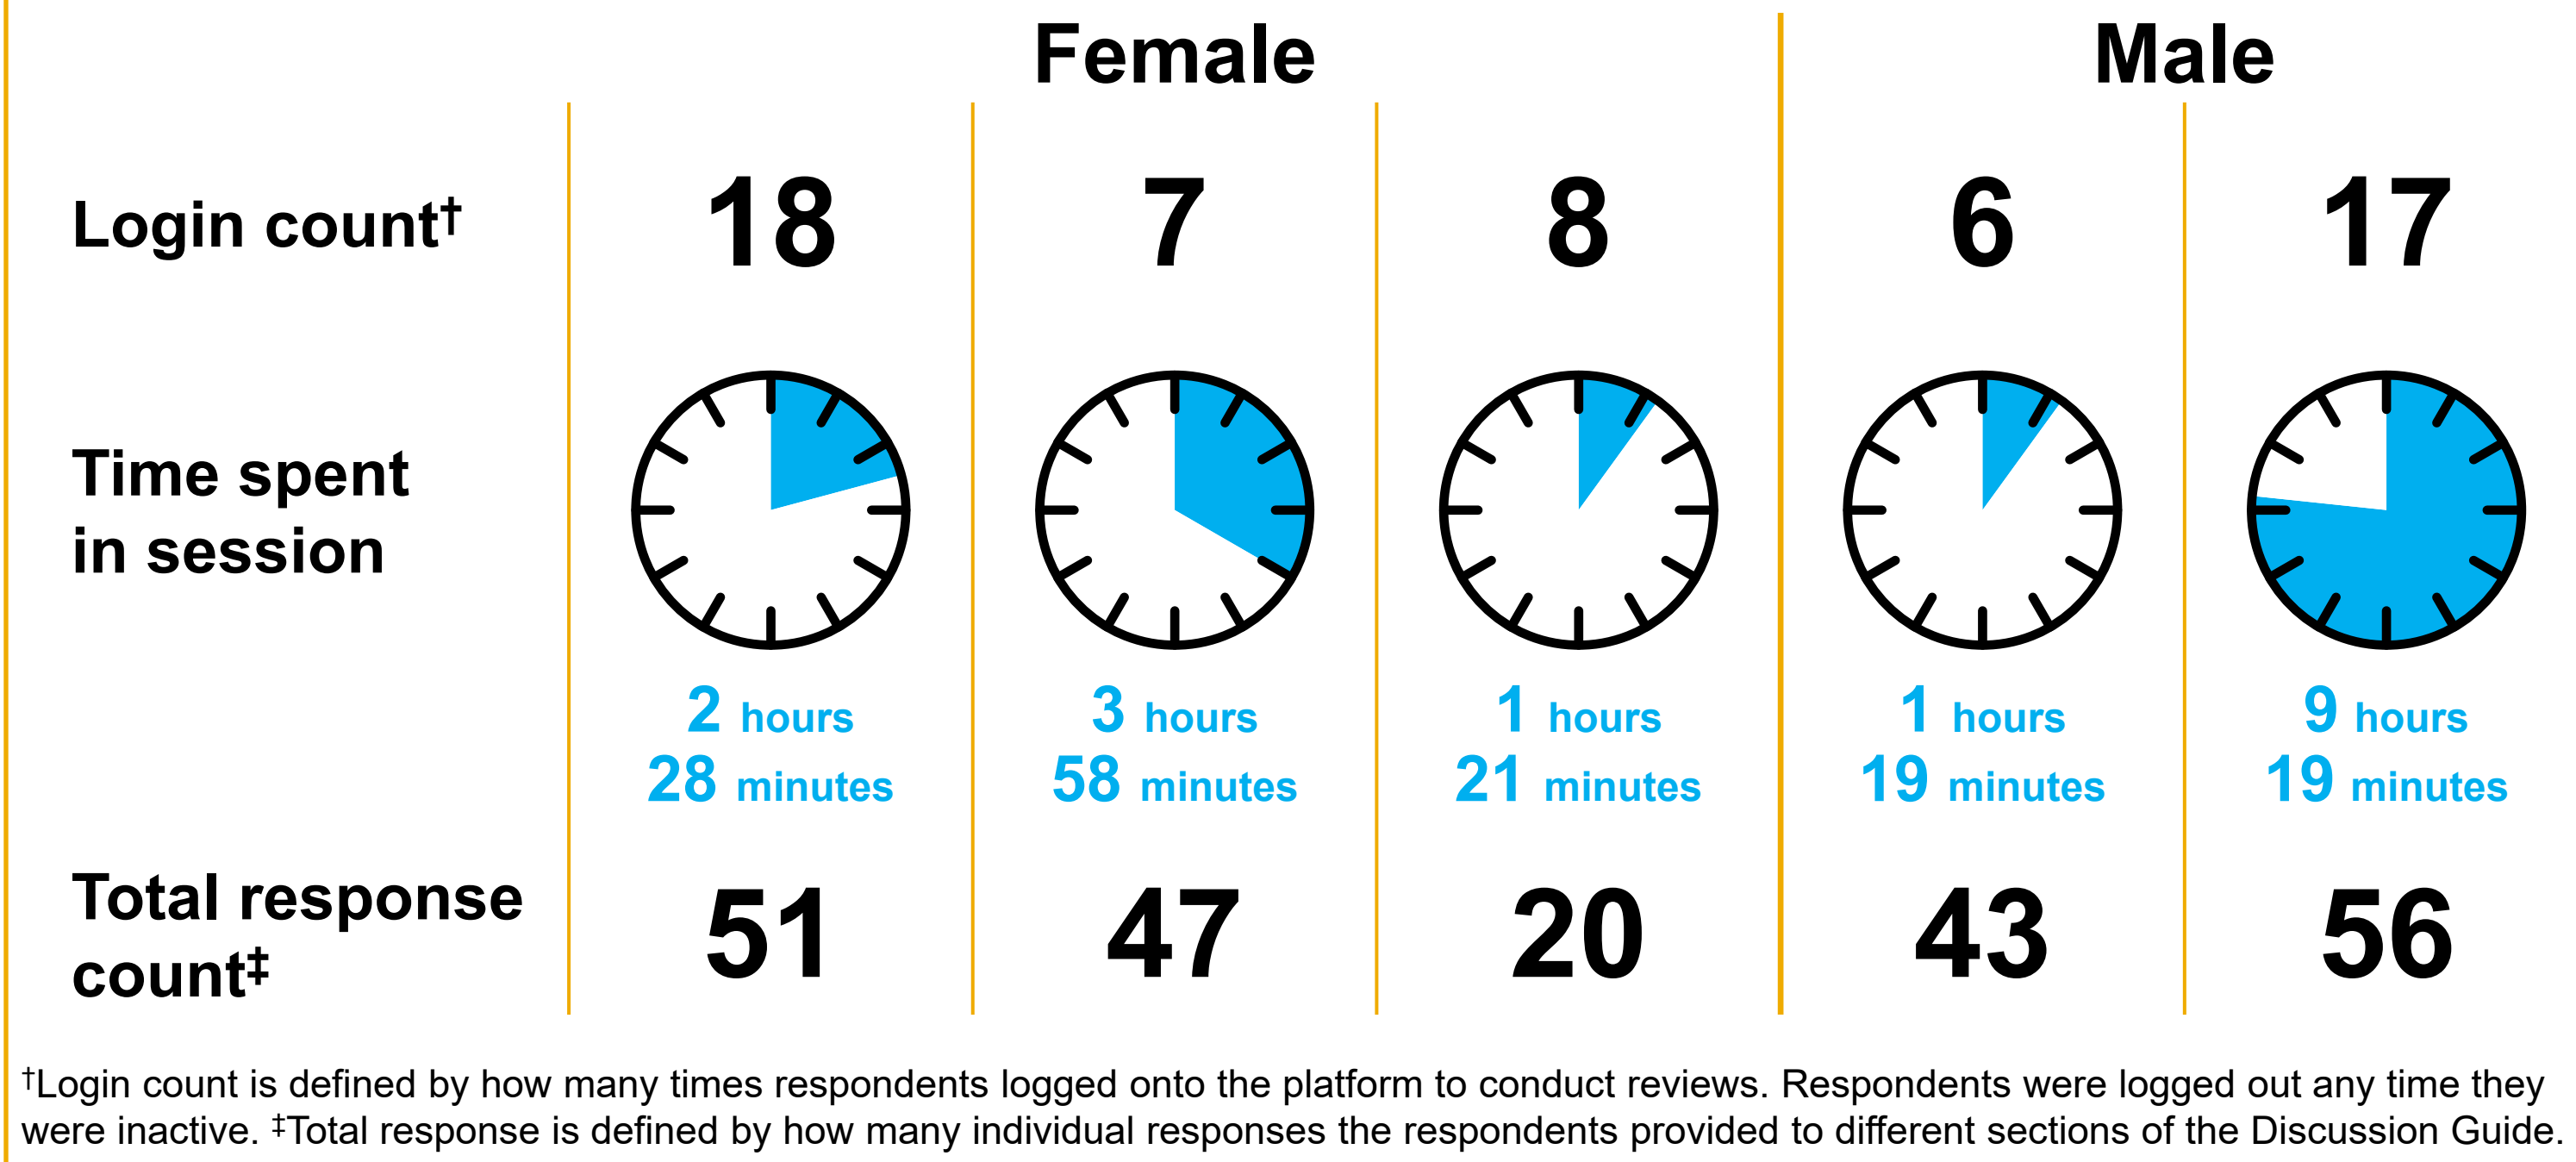 Female Male
Login count† 18 7 8 6 17
Time spent
in session
2 hours 3 hours 1 hours 1 hours 9 hours
28 minutes 58 minutes 21 minutes 19 minutes 19 minutes
Total response
count‡ 51 47 20 43 56
†Login count is defined by how many times respondents logged onto the platform to conduct reviews. Respondents were logged out any time they
were inactive. ‡Total response is defined by how many individual responses the respondents provided to different sections of the Discussion Guide.